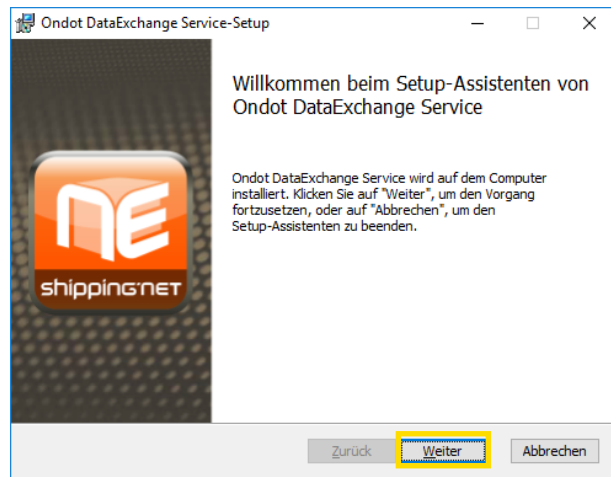 Ondot DataExchange Service-Setup
Willkommen beim Setup-Assistenten von
Ondot DataExchange Service
Ondot DataExchange Service wird auf dem Computer
installiert. Klicken Sie auf "Weiter", um den Vorgang
fortzusetzen, oder auf "Abbrechen", um den
Setup-Assistenten zu beenden.
NE
shipping'NET
Zurück Weiter Abbrechen